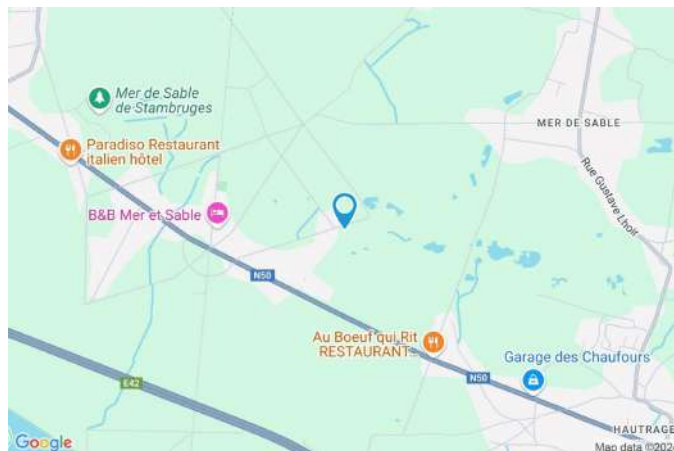 Mer de Sable
de Stambruges
Paradiso Restaurant
italien hôtel
B&B Mer et Sable
MER DE SABLE
Rue Gustave Lhoir
N50
Au Boeuf qui Rit
RESTAURANT...
Garage des Chaufours
N50
E42
HAUTRAGE
Google
Map data ©202